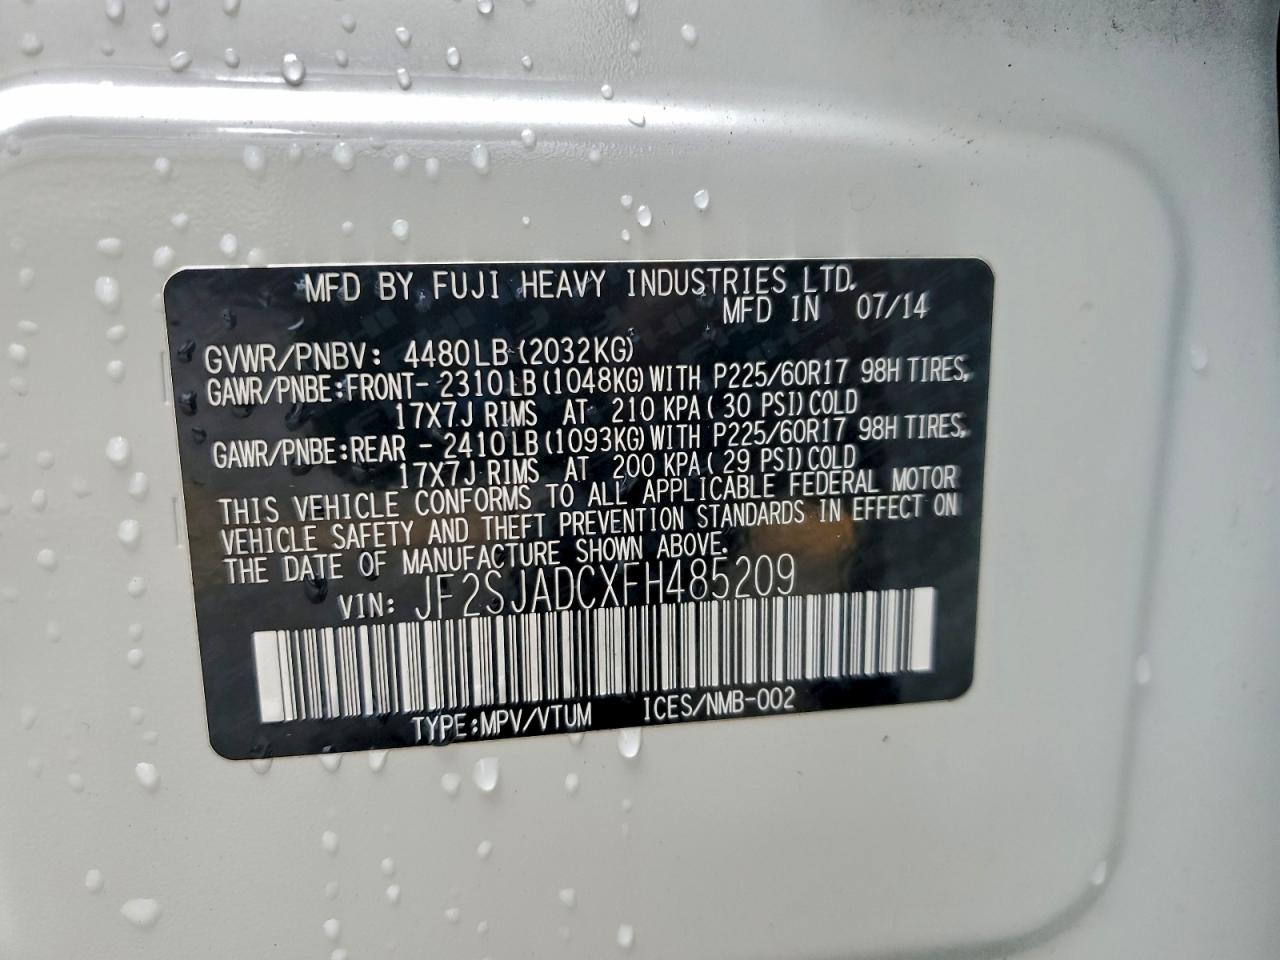 MFD BY FUJI HEAVY INDUSTRIES LTD.
MFD IN 07/14
GVWR/PNBV: 4480LB (2032KG)
GAWR/PNBE:FRONT- 2310LB(1048KG)WITH P225/60R17 98H TIRES,
17X7J RIMS AT 210 KPA( 30 PSI)COLD
GAWR/PNBE:REAR - 2410LB(1093KG)WITH P225/60R17 98H TIRES,
17X7J RIMS AT 200 KPA( 29 PSI)COLD
THIS VEHICLE CONFORMS TO ALL APPLICABLE FEDERAL MOTOR
VEHICLE SAFETY AND THEFT PREVENTION STANDARDS IN EFFECT ON
THE DATE OF MANUFACTURE SHOWN ABOVE.
VIN: JF2SJADCXFH485209
TYPE:MPV/VTUM ICES/NMB-002